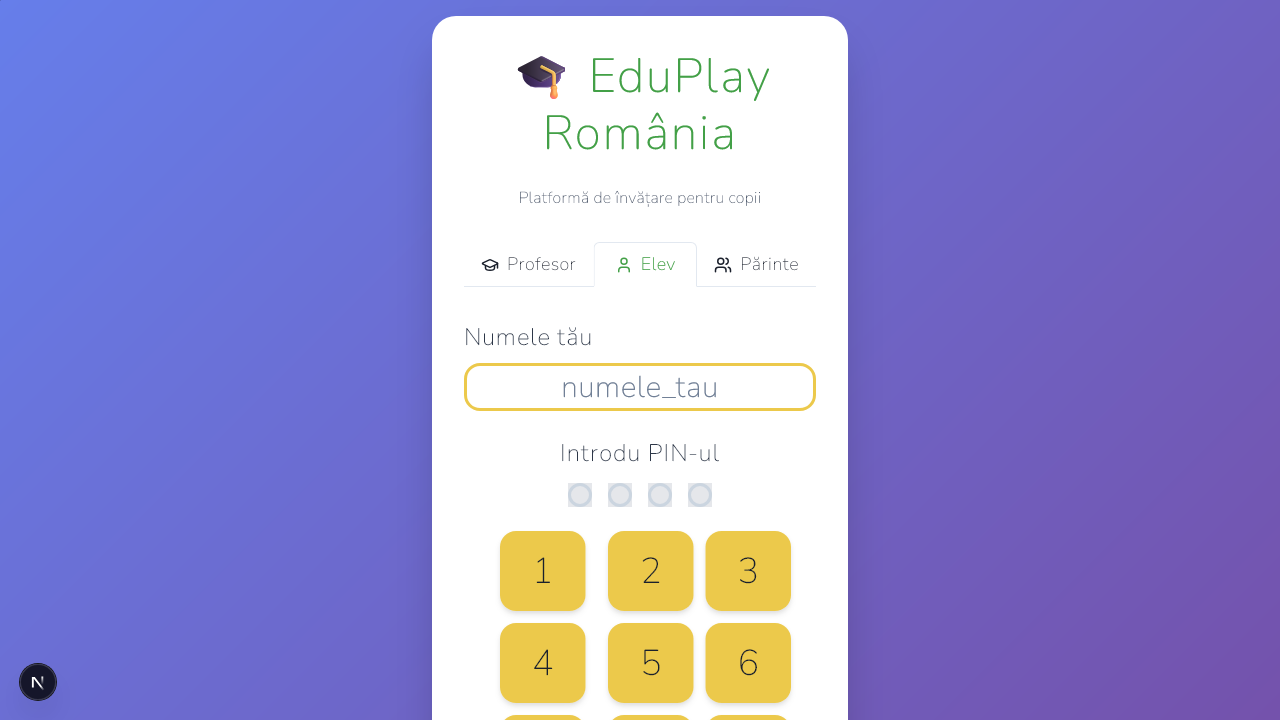 EduPlay
România
Platformă de învățare pentru copii
Profesor Elev Părinte
Numele tău
numele_tau
Introdu PIN-ul
1 2 3
4 5 6
N